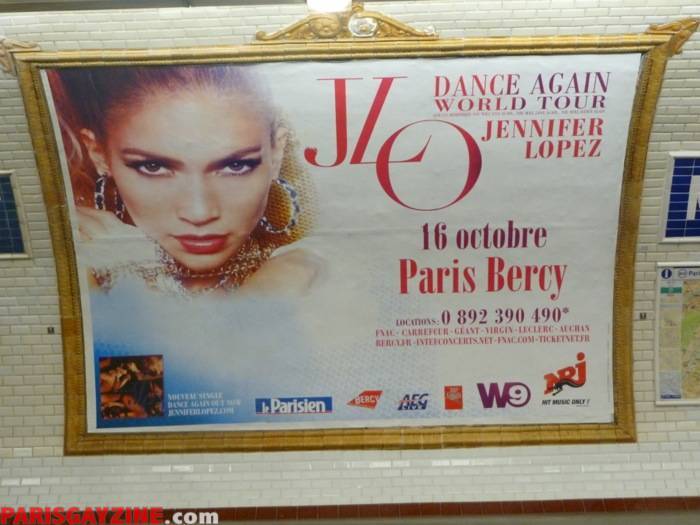 JLO
DANCE AGAIN
WORLD TOUR
JENNIFER
LOPEZ
16 octobre
Paris Bercy
LOCATIONS : 0 892 390 490*
FNAC - CARREFOUR - GÉANT - VIRGIN - LECLERC - AUCHAN
BERCY.FR - INTERCONCERTS.NET - FNAC.COM - TICKETNET.FR
NOUVEAU SINGLE
DANCE AGAIN OUT NOW
JENNIFERLOPEZ.COM
le Parisien
BERCY
AEG
W9
NRJ
HIT MUSIC ONLY !
PARISGAYZINE.com